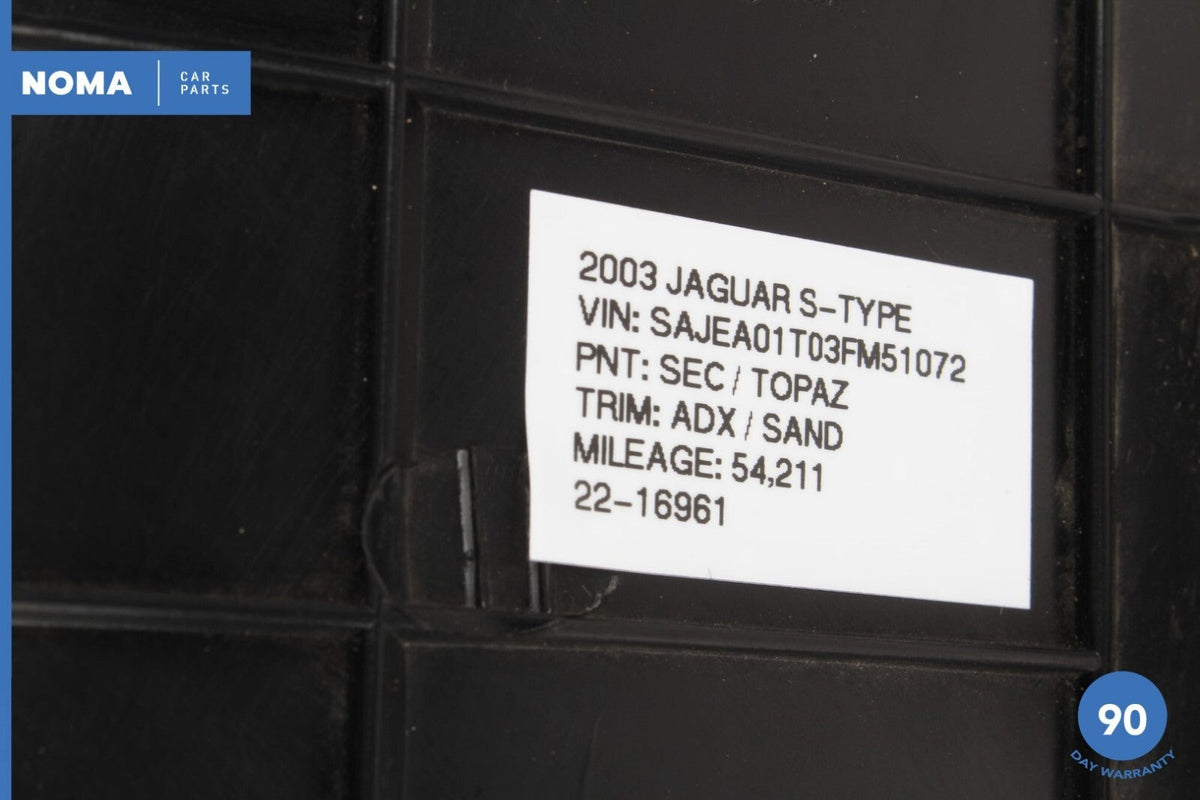 NOMA
CAR
PARTS
2003 JAGUAR S-TYPE
VIN: SAJEA01T03FM51072
PNT: SEC / TOPAZ
TRIM: ADX / SAND
MILEAGE: 54,211
22-16961
90
DAY WARRANTY